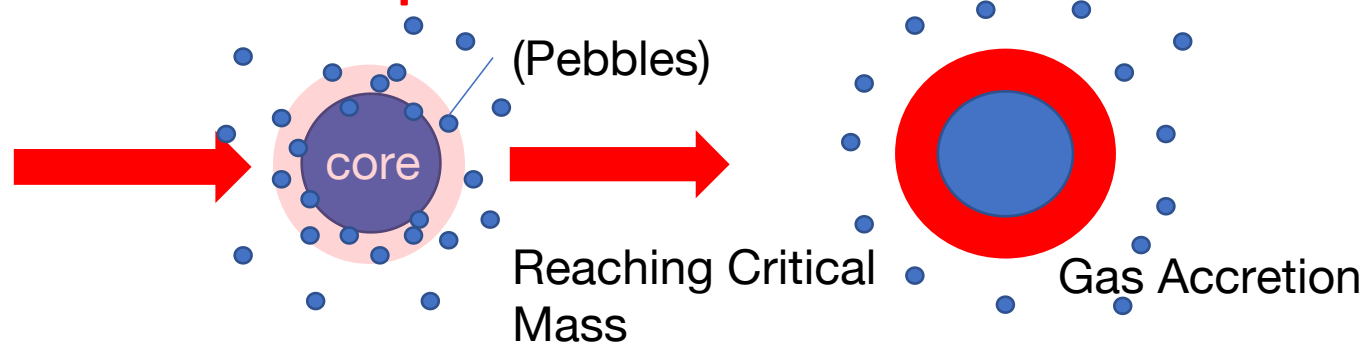 (Pebbles)
core
Reaching Critical
Mass
Gas Accretion